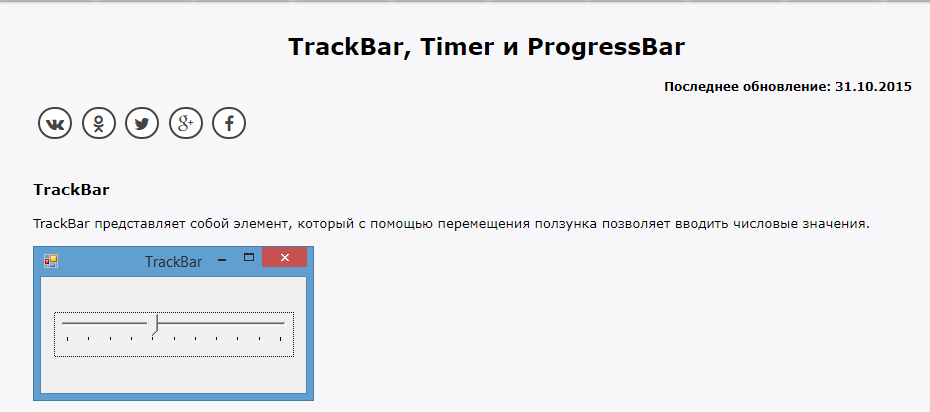 TrackBar, Timer и ProgressBar
Последнее обновление: 31.10.2015
TrackBar
TrackBar представляет собой элемент, который с помощью перемещения ползунка позволяет вводить числовые значения.
TrackBar